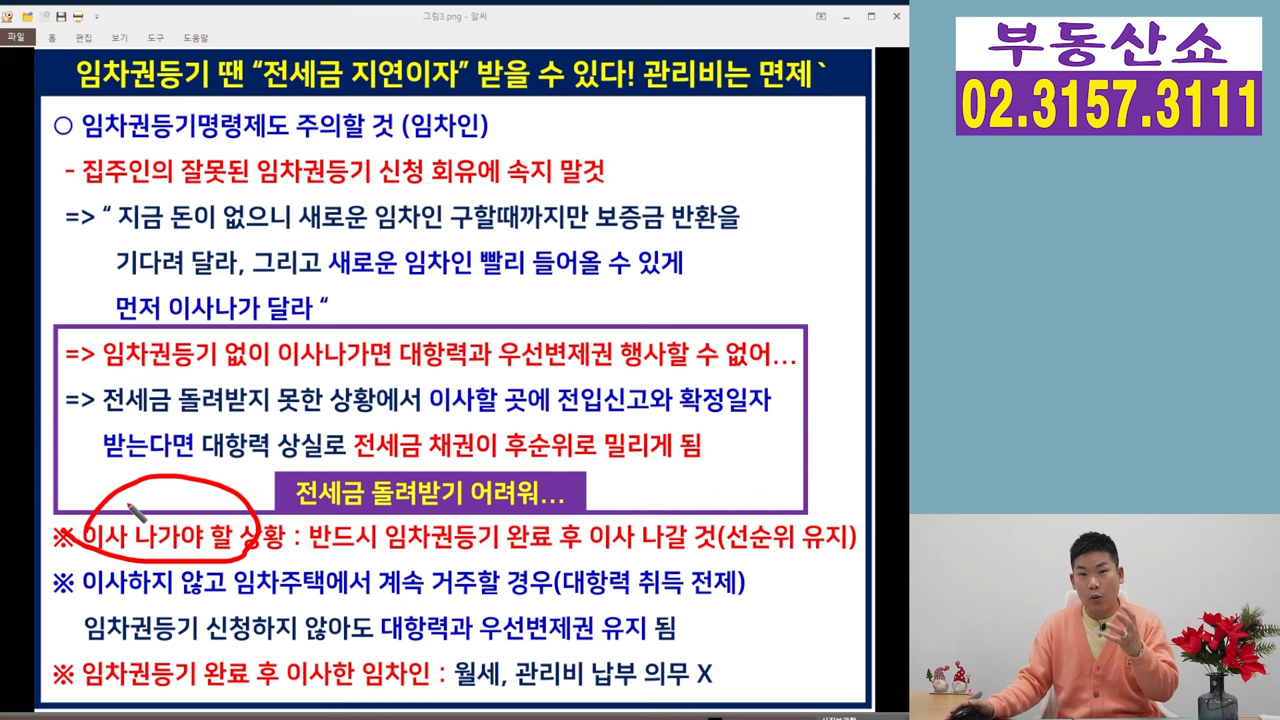 그림3.png - 알씨
파일 홈 편집 보기 도구 도움말
임차권등기 땐 “전세금 지연이자” 받을 수 있다! 관리비는 면제`
○ 임차권등기명령제도 주의할 것 (임차인)
- 집주인의 잘못된 임차권등기 신청 회유에 속지 말것
=> “ 지금 돈이 없으니 새로운 임차인 구할때까지만 보증금 반환을
기다려 달라, 그리고 새로운 임차인 빨리 들어올 수 있게
먼저 이사나가 달라 “
=> 임차권등기 없이 이사나가면 대항력과 우선변제권 행사할 수 없어...
=> 전세금 돌려받지 못한 상황에서 이사할 곳에 전입신고와 확정일자
받는다면 대항력 상실로 전세금 채권이 후순위로 밀리게 됨
전세금 돌려받기 어려워...
※ 이사 나가야 할 상황 : 반드시 임차권등기 완료 후 이사 나갈 것(선순위 유지)
※ 이사하지 않고 임차주택에서 계속 거주할 경우(대항력 취득 전제)
임차권등기 신청하지 않아도 대항력과 우선변제권 유지 됨
※ 임차권등기 완료 후 이사한 임차인 : 월세, 관리비 납부 의무 X
부동산쇼
02.3157.3111